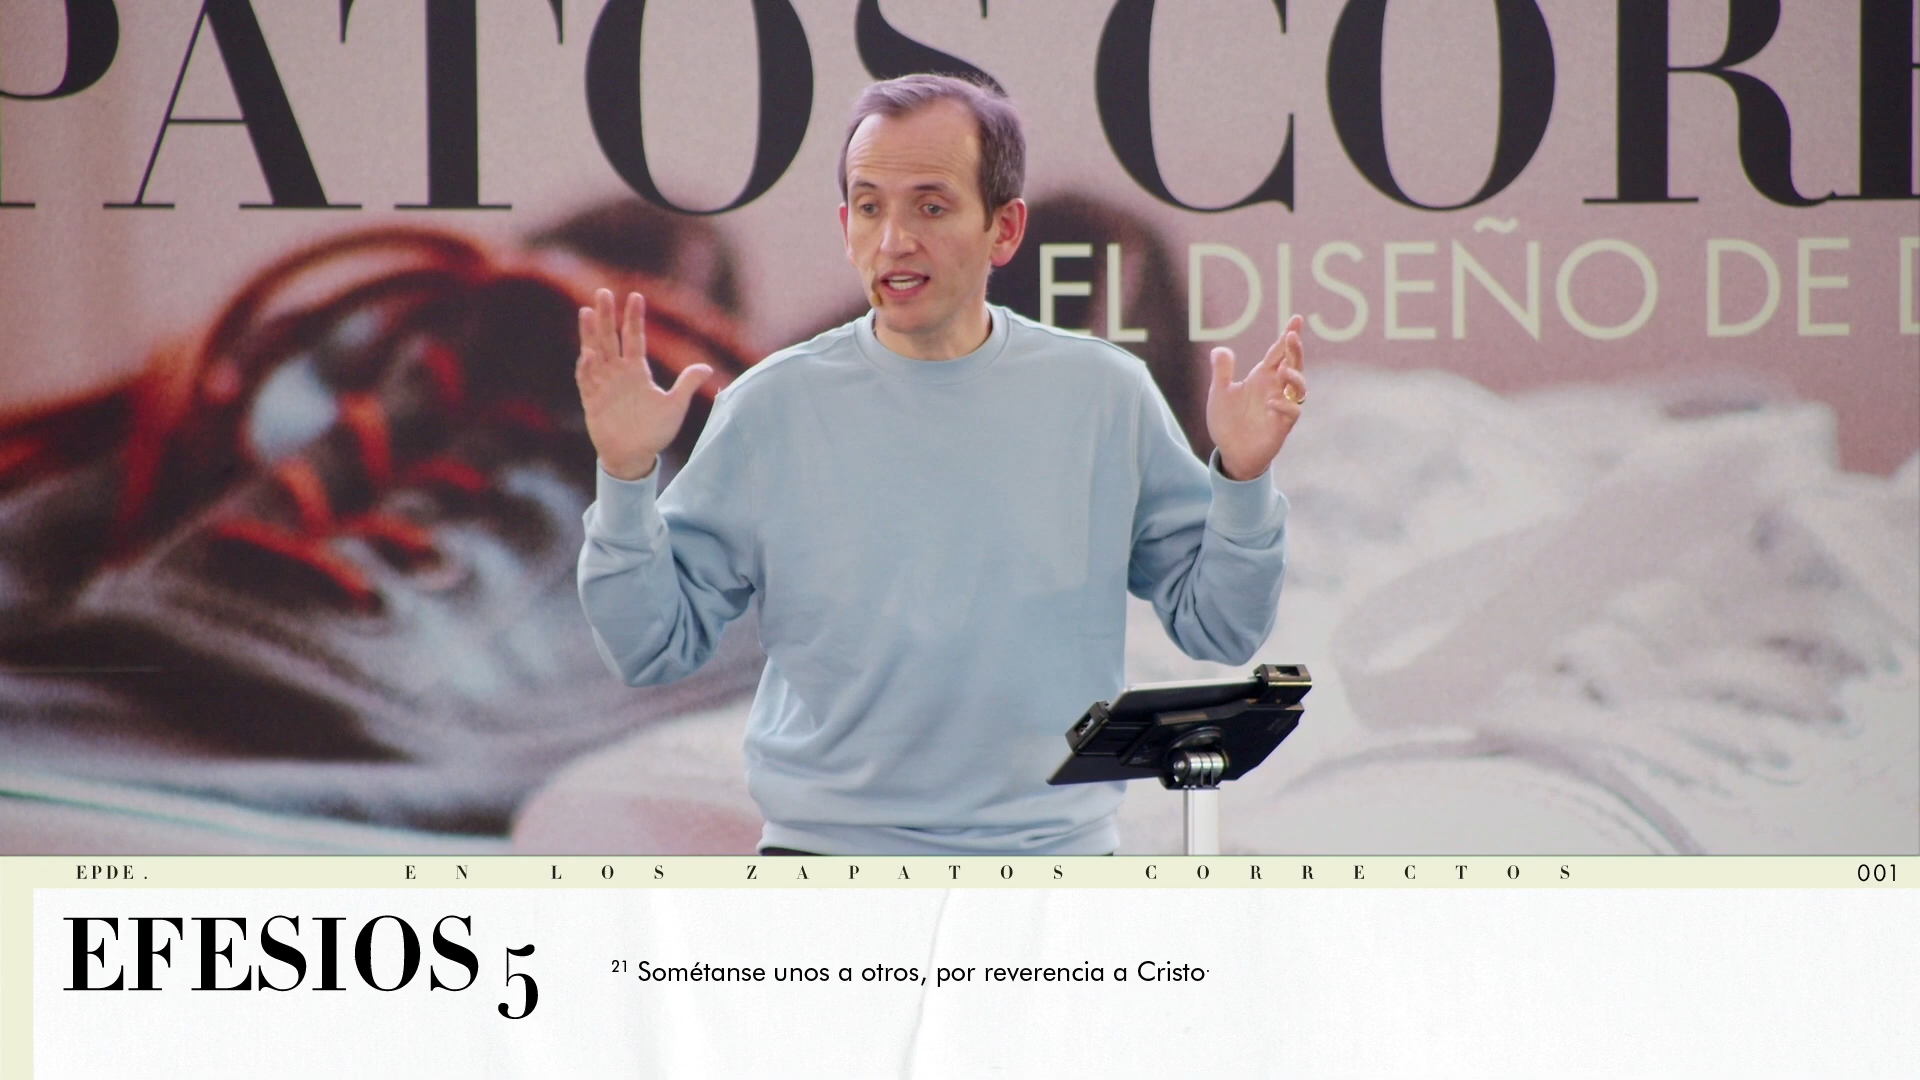 PATOS CORR
EL DISEÑO DE D
EPDE. EN LOS ZAPATOS CORRECTOS 001
EFESIOS 5
21 Sométanse unos a otros, por reverencia a Cristo.